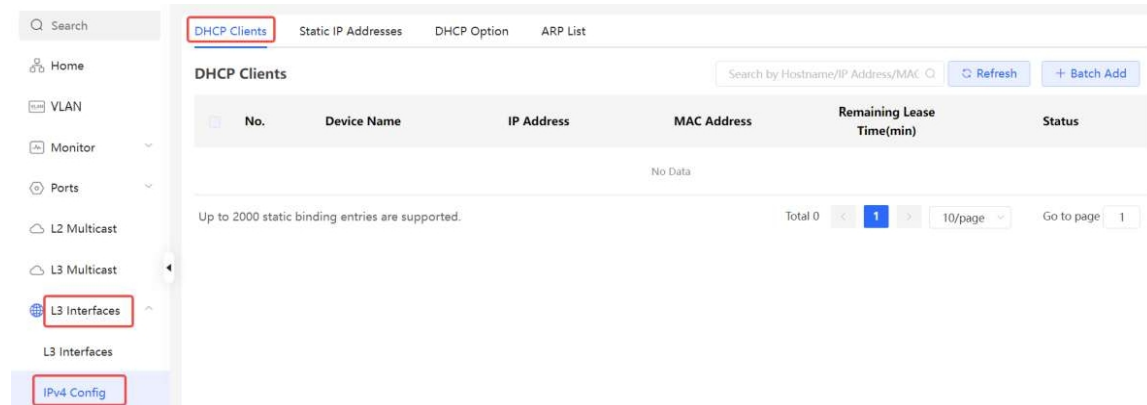 Search
Home
VLAN
Monitor
Ports
L2 Multicast
L3 Multicast
L3 Interfaces
L3 Interfaces
IPv4 Config
DHCP Clients Static IP Addresses DHCP Option ARP List
DHCP Clients
Search by Hostname/IP Address/MAC Refresh + Batch Add
No. Device Name IP Address MAC Address Remaining Lease Time(min) Status
No Data
Up to 2000 static binding entries are supported. Total 0 < 1 > 10/page Go to page 1